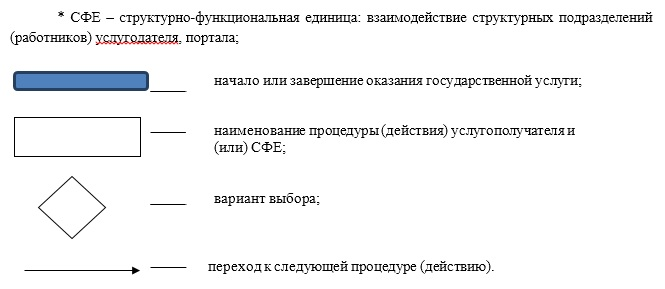 * СФЕ – структурно-функциональная единица: взаимодействие структурных подразделений
(работников) услугодателя, портала;
начало или завершение оказания государственной услуги;
наименование процедуры (действия) услугополучателя и
(или) СФЕ;
вариант выбора;
переход к следующей процедуре (действию).